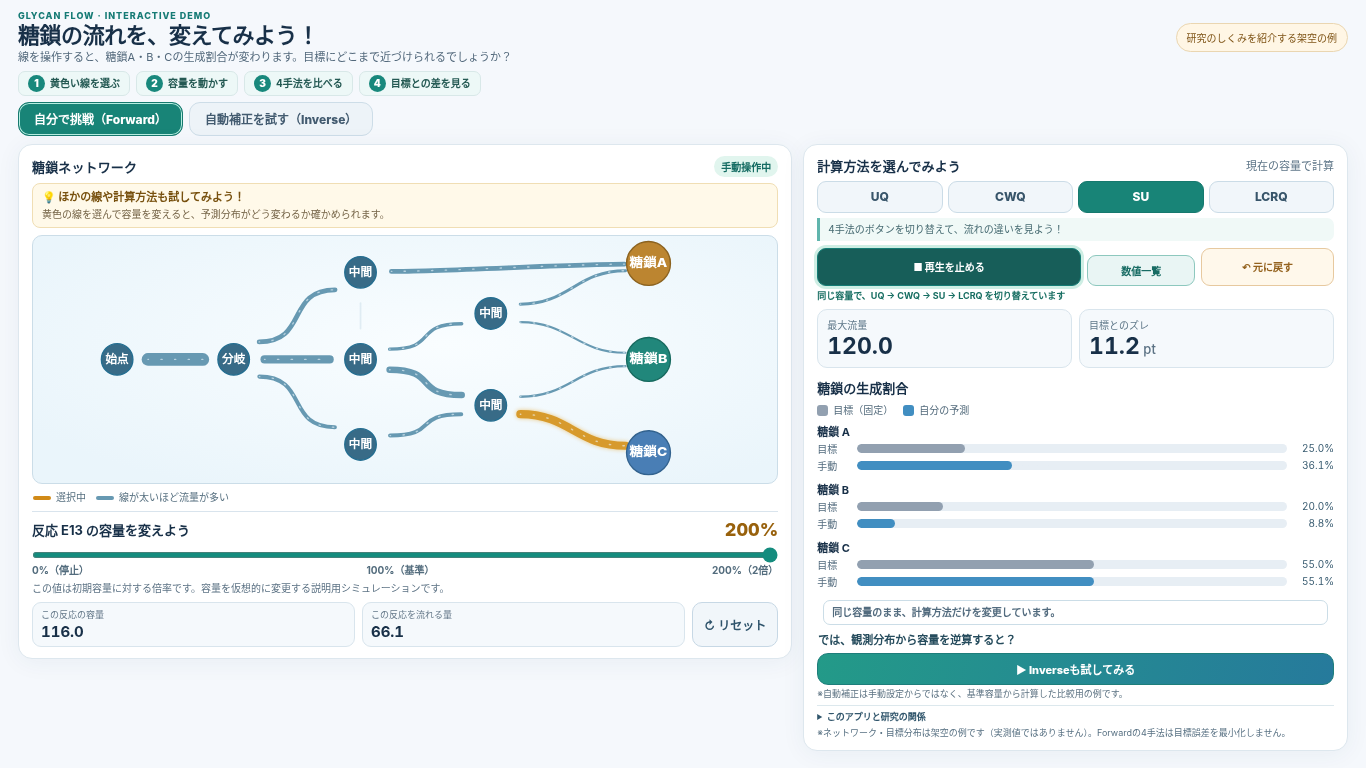 GLYCAN FLOW · INTERACTIVE DEMO
糖鎖の流れを、変えてみよう！
線を操作すると、糖鎖A・B・Cの生成割合が変わります。目標にどこまで近づけられるでしょうか？
研究のしくみを紹介する架空の例
1 黄色い線を選ぶ
2 容量を動かす
3 4手法を比べる
4 目標との差を見る
自分で挑戦（Forward）
自動補正を試す（Inverse）
糖鎖ネットワーク
手動操作中
💡 ほかの線や計算方法も試してみよう！
黄色の線を選んで容量を変えると、予測分布がどう変わるか確かめられます。
始点
分岐
中間
中間
中間
中間
中間
糖鎖A
糖鎖B
糖鎖C
選択中
線が太いほど流量が多い
反応 E13 の容量を変えよう
200%
0%（停止）
100%（基準）
200%（2倍）
この値は初期容量に対する倍率です。容量を仮想的に変更する説明用シミュレーションです。
この反応の容量
116.0
この反応を流れる量
66.1
↻ リセット
計算方法を選んでみよう
現在の容量で計算
UQ
CWQ
SU
LCRQ
4手法のボタンを切り替えて、流れの違いを見よう！
■ 再生を止める
数値一覧
↶ 元に戻す
同じ容量で、UQ → CWQ → SU → LCRQ を切り替えています
最大流量
120.0
目標とのズレ
11.2 pt
糖鎖の生成割合
目標（固定）
自分の予測
糖鎖 A
目標 25.0%
手動 36.1%
糖鎖 B
目標 20.0%
手動 8.8%
糖鎖 C
目標 55.0%
手動 55.1%
同じ容量のまま、計算方法だけを変更しています。
では、観測分布から容量を逆算すると？
▶ Inverseも試してみる
※自動補正は手動設定からではなく、基準容量から計算した比較用の例です。
▶ このアプリと研究の関係
※ネットワーク・目標分布は架空の例です（実測値ではありません）。Forwardの4手法は目標誤差を最小化しません。